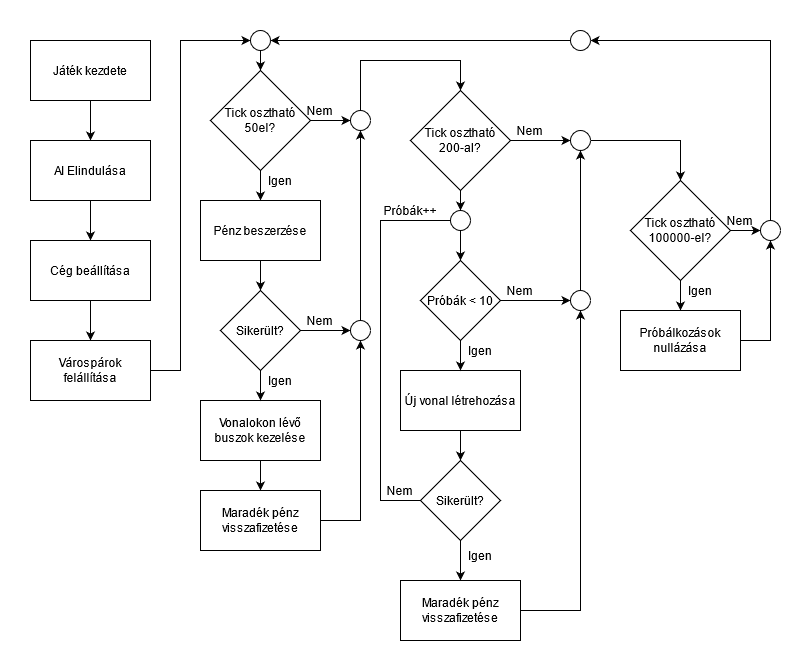 Játék kezdete
AI Elindulása
Cég beállítása
Várospárok
felállítása
Tick osztható
50el?
Nem
Igen
Pénz beszerzése
Sikerült?
Nem
Igen
Vonalokon lévő
buszok kezelése
Maradék pénz
visszafizetése
Tick osztható
200-al?
Nem
Próbák++
Próbák < 10
Nem
Igen
Új vonal létrehozása
Sikerült?
Nem
Igen
Maradék pénz
visszafizetése
Tick osztható
100000-el?
Nem
Igen
Próbálkozások
nullázása